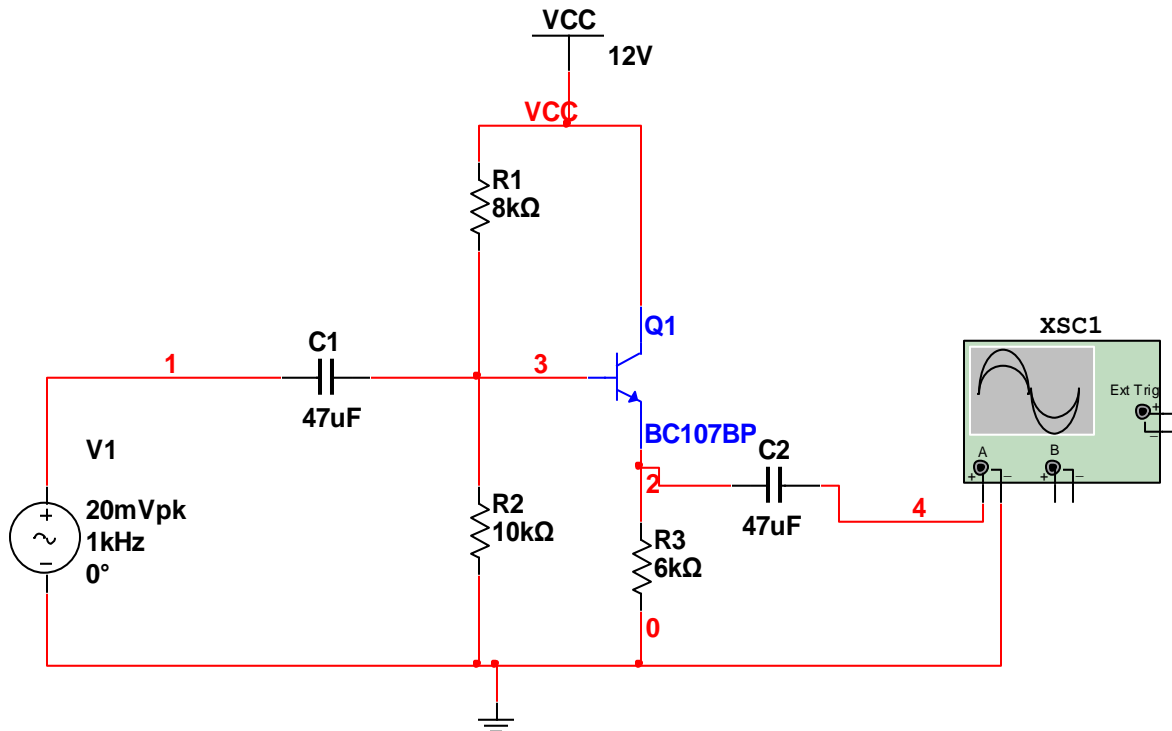 VCC
12V
VCC
R1
8kΩ
Q1
XSC1
C1
1
3
47uF
Ext Trig
+
−
BC107BP
V1
C2
A
B
+
−
+
−
2
4
47uF
+
20mVpk
1kHz
0°
−
R2
10kΩ
R3
6kΩ
0